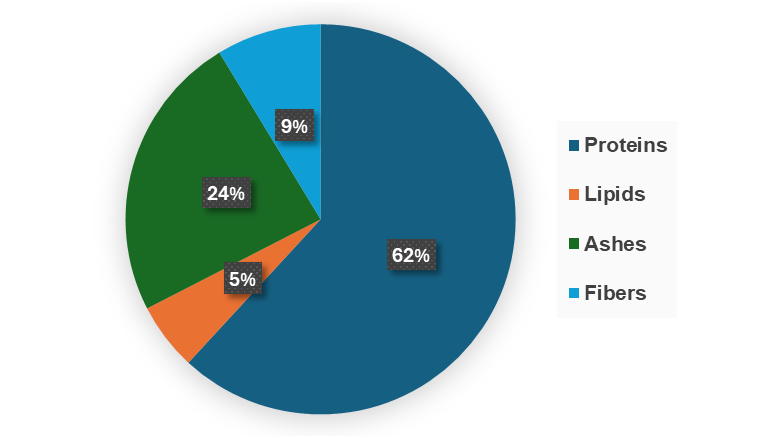 9%
24%
5%
62%
Proteins
Lipids
Ashes
Fibers